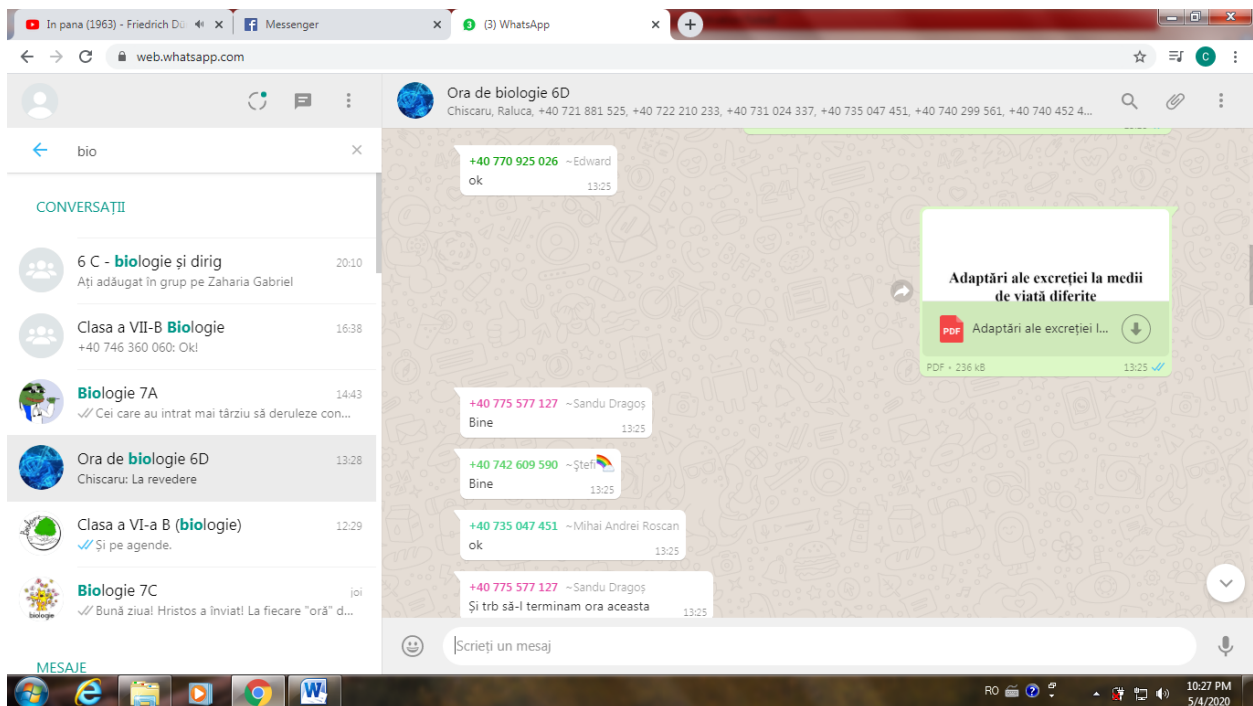 In pana (1963) - Friedrich Dü
Messenger
(3) WhatsApp
web.whatsapp.com
C
bio
CONVERSAȚII
6 C - biologie și dirig
20:10
Ați adăugat în grup pe Zaharia Gabriel
Clasa a VII-B Biologie
16:38
+40 746 360 060: Ok!
Biologie 7A
14:43
Cei care au intrat mai târziu să deruleze con...
Ora de biologie 6D
13:28
Chiscaru: La revedere
Clasa a VI-a B (biologie)
12:29
Și pe agende.
biologie
Biologie 7C
joi
Bună ziua! Hristos a înviat! La fiecare "oră" d...
MESAJE
Ora de biologie 6D
Chiscaru, Raluca, +40 721 881 525, +40 722 210 233, +40 731 024 337, +40 735 047 451, +40 740 299 561, +40 740 452 4...
+40 770 925 026 ~Edward
ok
13:25
Adaptări ale excreției la medii
de viată diferite
PDF Adaptări ale excreției l...
PDF • 236 kB
13:25
+40 775 577 127 ~Sandu Dragoș
Bine
13:25
+40 742 609 590 ~Ștefi🌈
Bine
13:25
+40 735 047 451 ~Mihai Andrei Roscan
ok
13:25
+40 775 577 127 ~Sandu Dragoș
Și trb să-l terminam ora aceasta
13:25
Scrieți un mesaj
RO
10:27 PM
5/4/2020